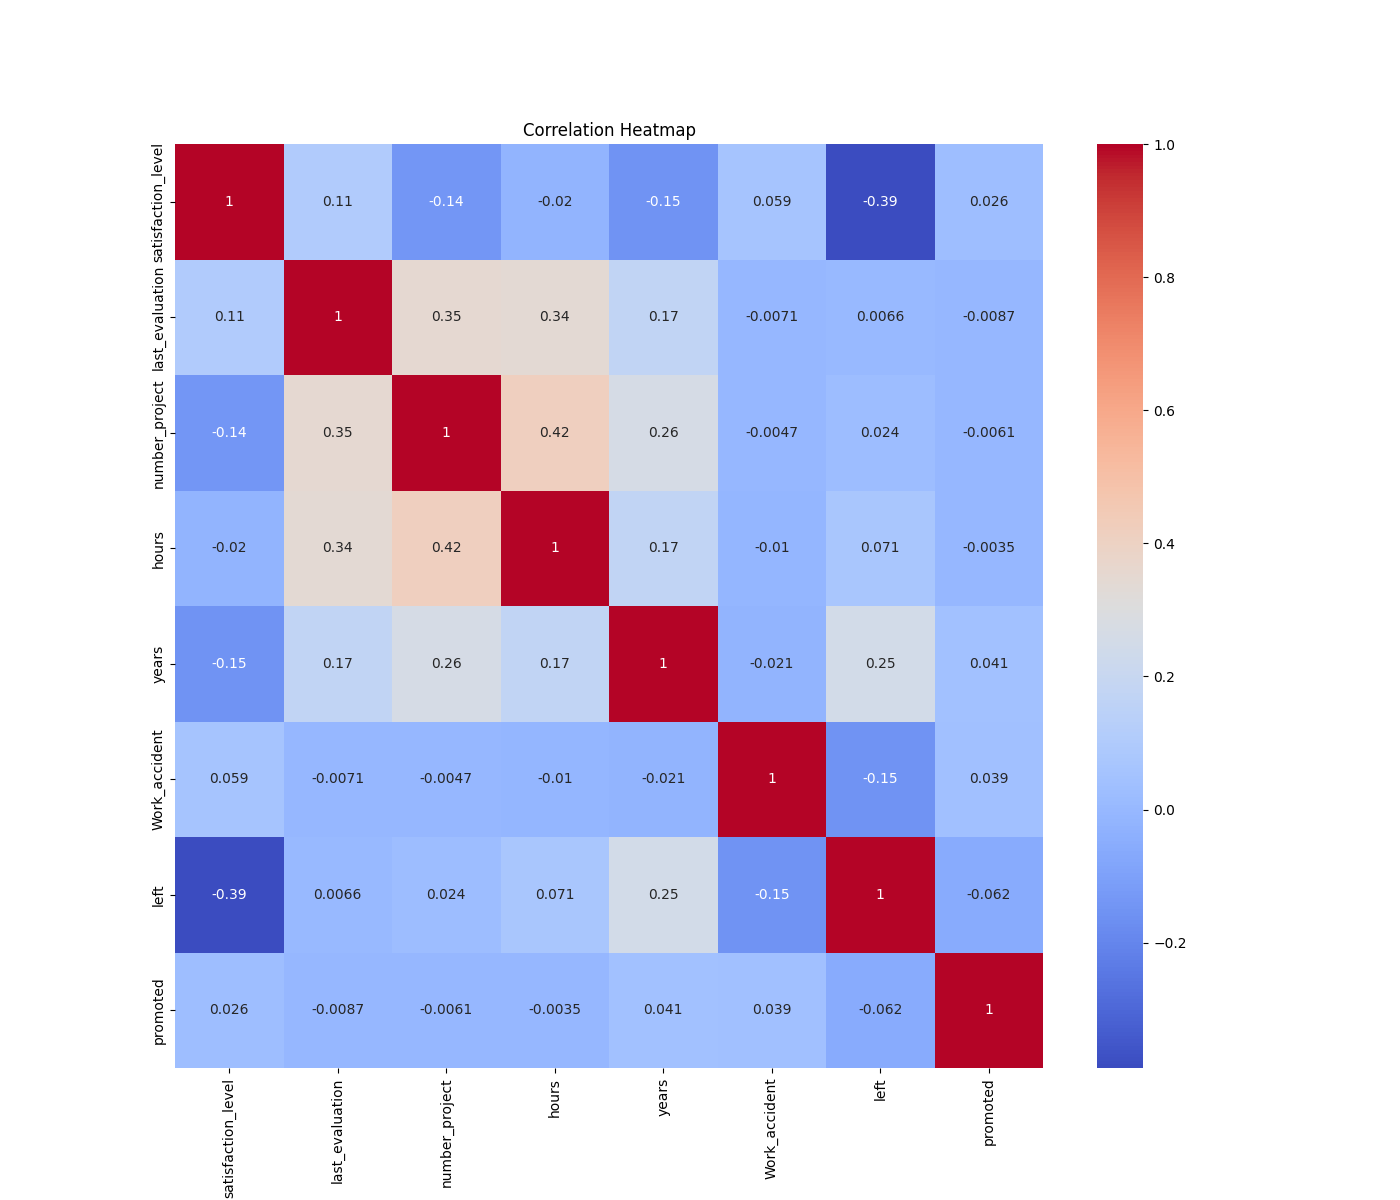 Correlation Heatmap
satisfaction_level 1 0.11 -0.14 -0.02 -0.15 0.059 -0.39 0.026
last_evaluation 0.11 1 0.35 0.34 0.17 -0.0071 0.0066 -0.0087
number_project -0.14 0.35 1 0.42 0.26 -0.0047 0.024 -0.0061
hours -0.02 0.34 0.42 1 0.17 -0.01 0.071 -0.0035
years -0.15 0.17 0.26 0.17 1 -0.021 0.25 0.041
Work_accident 0.059 -0.0071 -0.0047 -0.01 -0.021 1 -0.15 0.039
left -0.39 0.0066 0.024 0.071 0.25 -0.15 1 -0.062
promoted 0.026 -0.0087 -0.0061 -0.0035 0.041 0.039 -0.062 1
satisfaction_level last_evaluation number_project hours years Work_accident left promoted
1.0
0.8
0.6
0.4
0.2
0.0
−0.2